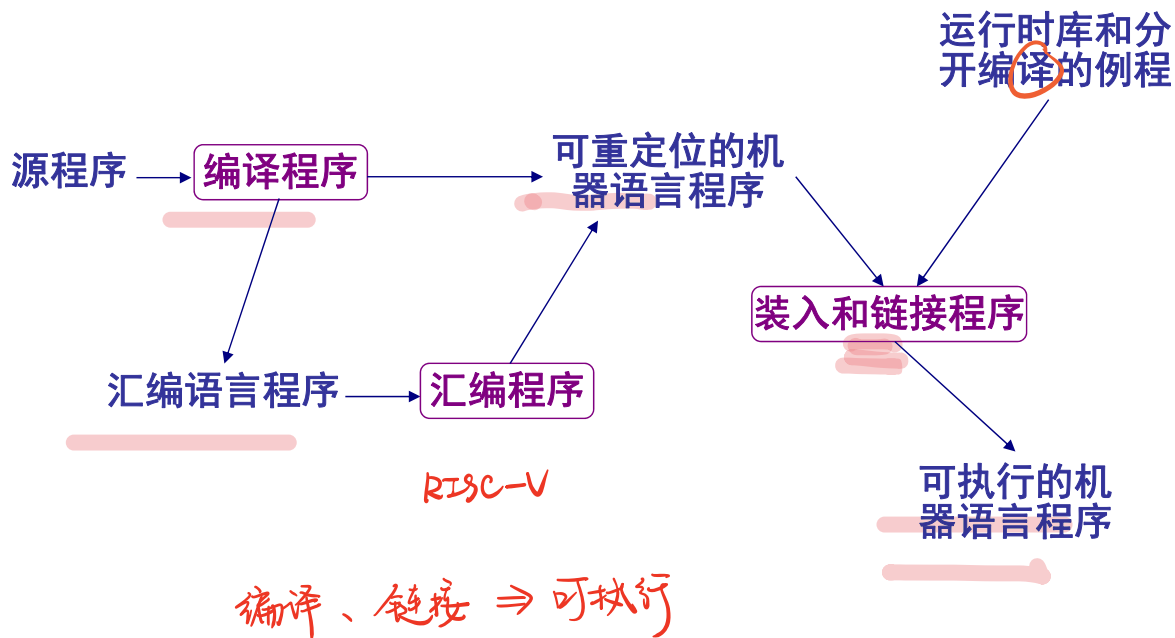 运行时库和分
开编译的例程
源程序
编译程序
可重定位的机
器语言程序
装入和链接程序
汇编语言程序
汇编程序
RISC-V
可执行的机
器语言程序
编译、链接 ⇒ 可执行